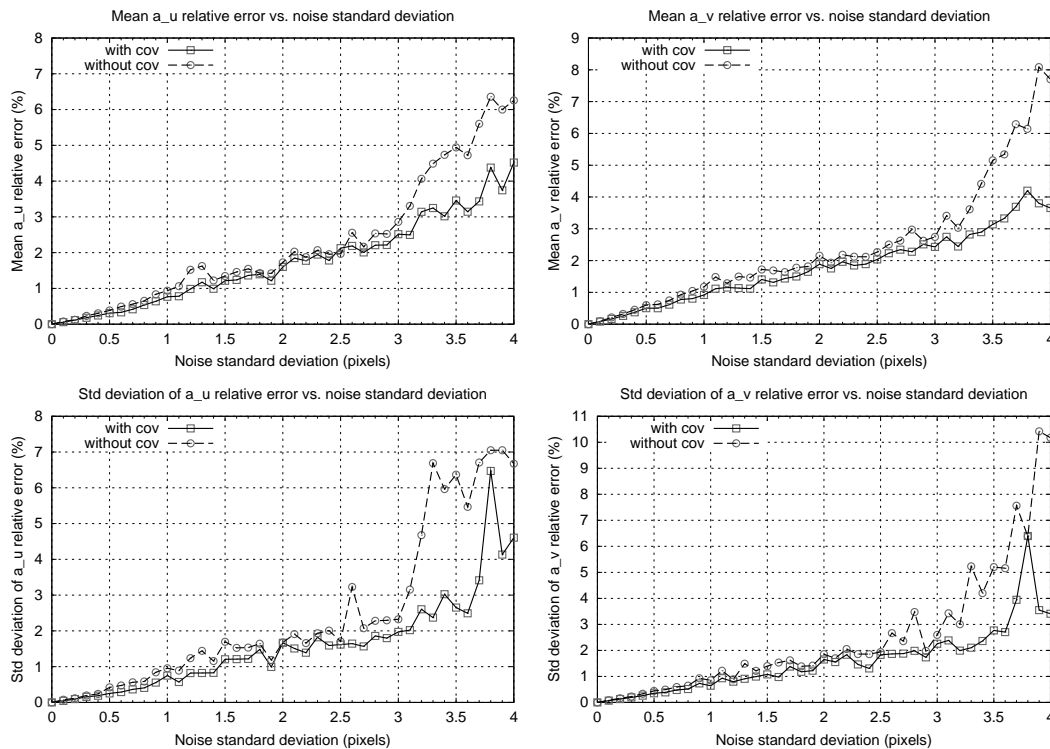 Mean a_u relative error vs. noise standard deviation
8
7
6
5
4
3
2
1
0
Mean a_u relative error (%)
with cov
without cov
0 0.5 1 1.5 2 2.5 3 3.5 4
Noise standard deviation (pixels)
Mean a_v relative error vs. noise standard deviation
9
8
7
6
5
4
3
2
1
0
Mean a_v relative error (%)
with cov
without cov
0 0.5 1 1.5 2 2.5 3 3.5 4
Noise standard deviation (pixels)
Std deviation of a_u relative error vs. noise standard deviation
8
7
6
5
4
3
2
1
0
Std deviation of a_u relative error (%)
with cov
without cov
0 0.5 1 1.5 2 2.5 3 3.5 4
Noise standard deviation (pixels)
Std deviation of a_v relative error vs. noise standard deviation
11
10
9
8
7
6
5
4
3
2
1
0
Std deviation of a_v relative error (%)
with cov
without cov
0 0.5 1 1.5 2 2.5 3 3.5 4
Noise standard deviation (pixels)